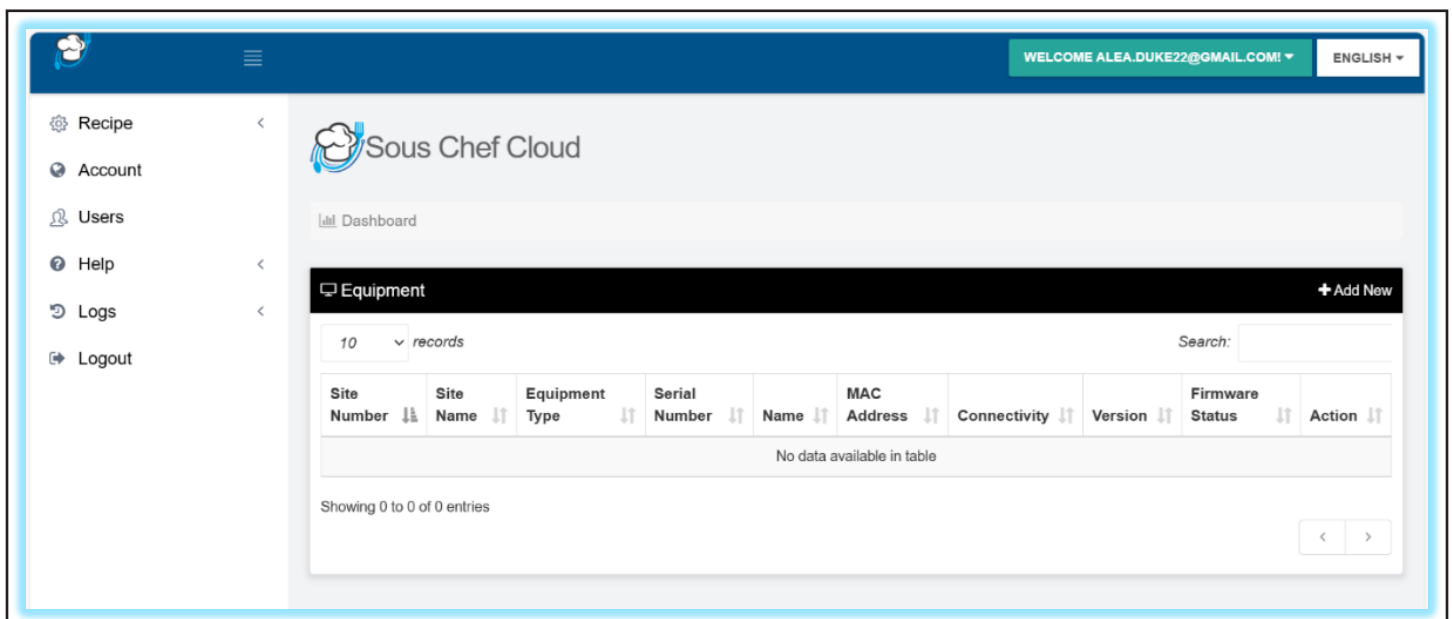 WELCOME ALEA.DUKE22@GMAIL.COM!
ENGLISH
Recipe
Account
Users
Help
Logs
Logout
Sous Chef Cloud
Dashboard
Equipment
Add New
10 records
Search:
Site Number
Site Name
Equipment Type
Serial Number
Name
MAC Address
Connectivity
Version
Firmware Status
Action
No data available in table
Showing 0 to 0 of 0 entries